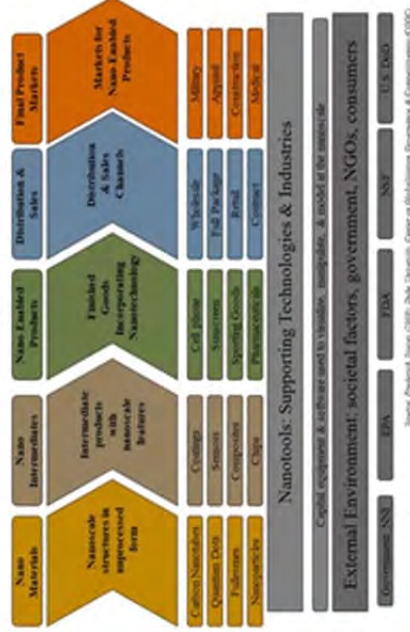 Nano
Materials
Nano
Intermediates
Nano Enabled
Products
Distribution &
Sales
Final Product
Markets
Nanoscale
structures in
unprocessed
form
Intermediate
products
with
nanoscale
features
Finished
Goods
Incorporating
Nanotechnology
Distribution
& Sales
Channels
Markets for
Nano Enabled
Products
Carbon Nanotubes
Coatings
Cell phone
Wholesale
Military
Quantum Dots
Sensors
Sunscreen
Full Package
Apparel
Fullerenes
Composites
Sporting Goods
Retail
Construction
Nanoparticles
Chips
Pharmaceuticals
Contract
Medical
Nanotools: Supporting Technologies & Industries
Capital equipment & software used to visualize, manipulate, & model at the nanoscale
External Environment: societal factors, government, NGOs, consumers
Government: NNI
EPA
FDA
NSF
U.S. DoD